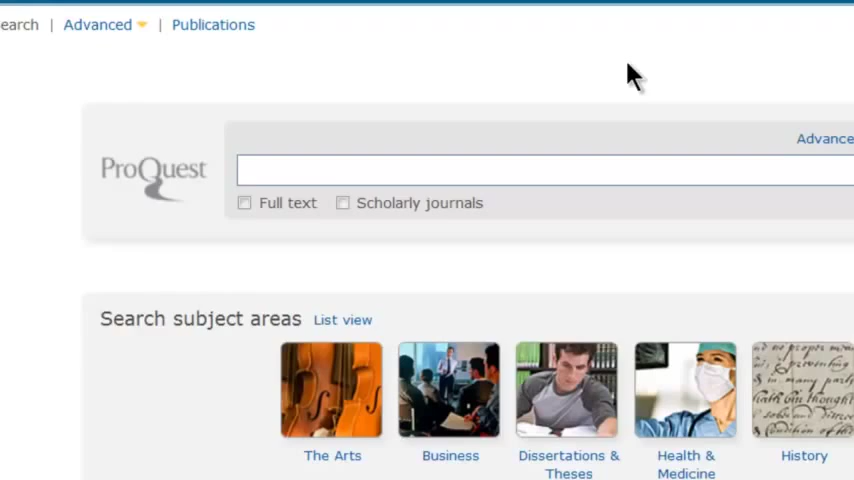 earch | Advanced | Publications
Advance
ProQuest
Full text Scholarly journals
Search subject areas List view
The Arts Business Dissertations & Theses Health & Medicine History